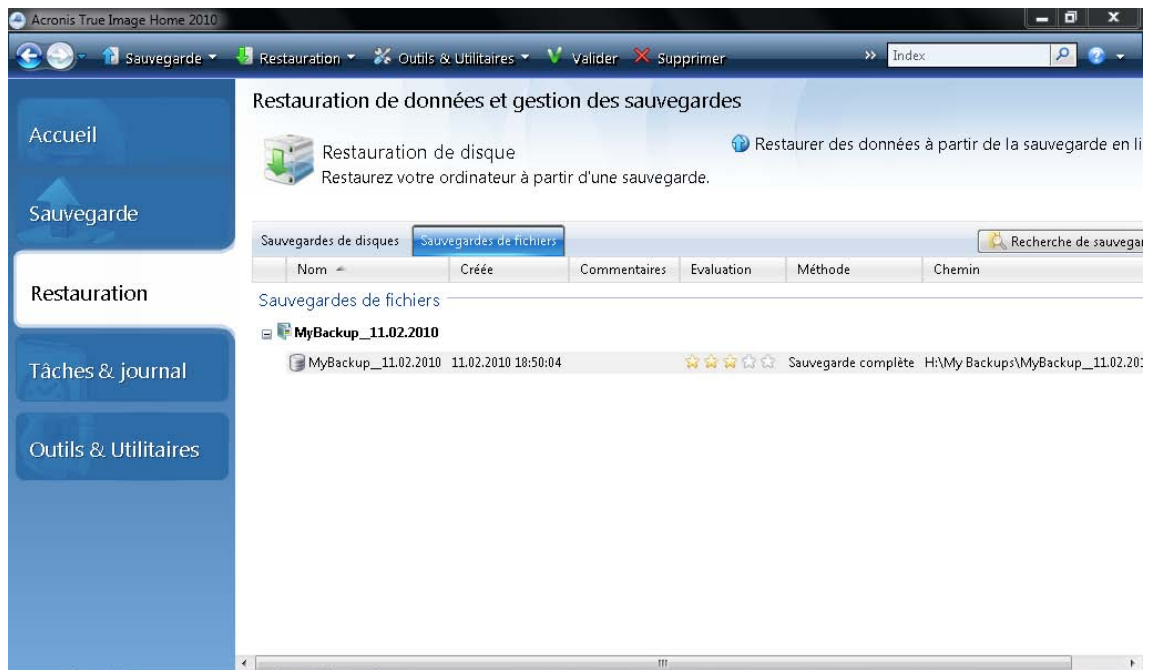 Acronis True Image Home 2010
Sauvegarde Restauration Outils & Utilitaires Valider Supprimer » Index
Restauration de données et gestion des sauvegardes
Accueil
Restauration de disque
Restaurer des données à partir de la sauvegarde en li
Restaurez votre ordinateur à partir d'une sauvegarde.
Sauvegarde
Sauvegardes de disques Sauvegardes de fichiers Recherche de sauvegar
Nom Créée Commentaires Evaluation Méthode Chemin
Restauration
Sauvegardes de fichiers
MyBackup__11.02.2010
MyBackup__11.02.2010 11.02.2010 18:50:04 Sauvegarde complète H:\My Backups\MyBackup__11.02.201
Tâches & journal
Outils & Utilitaires